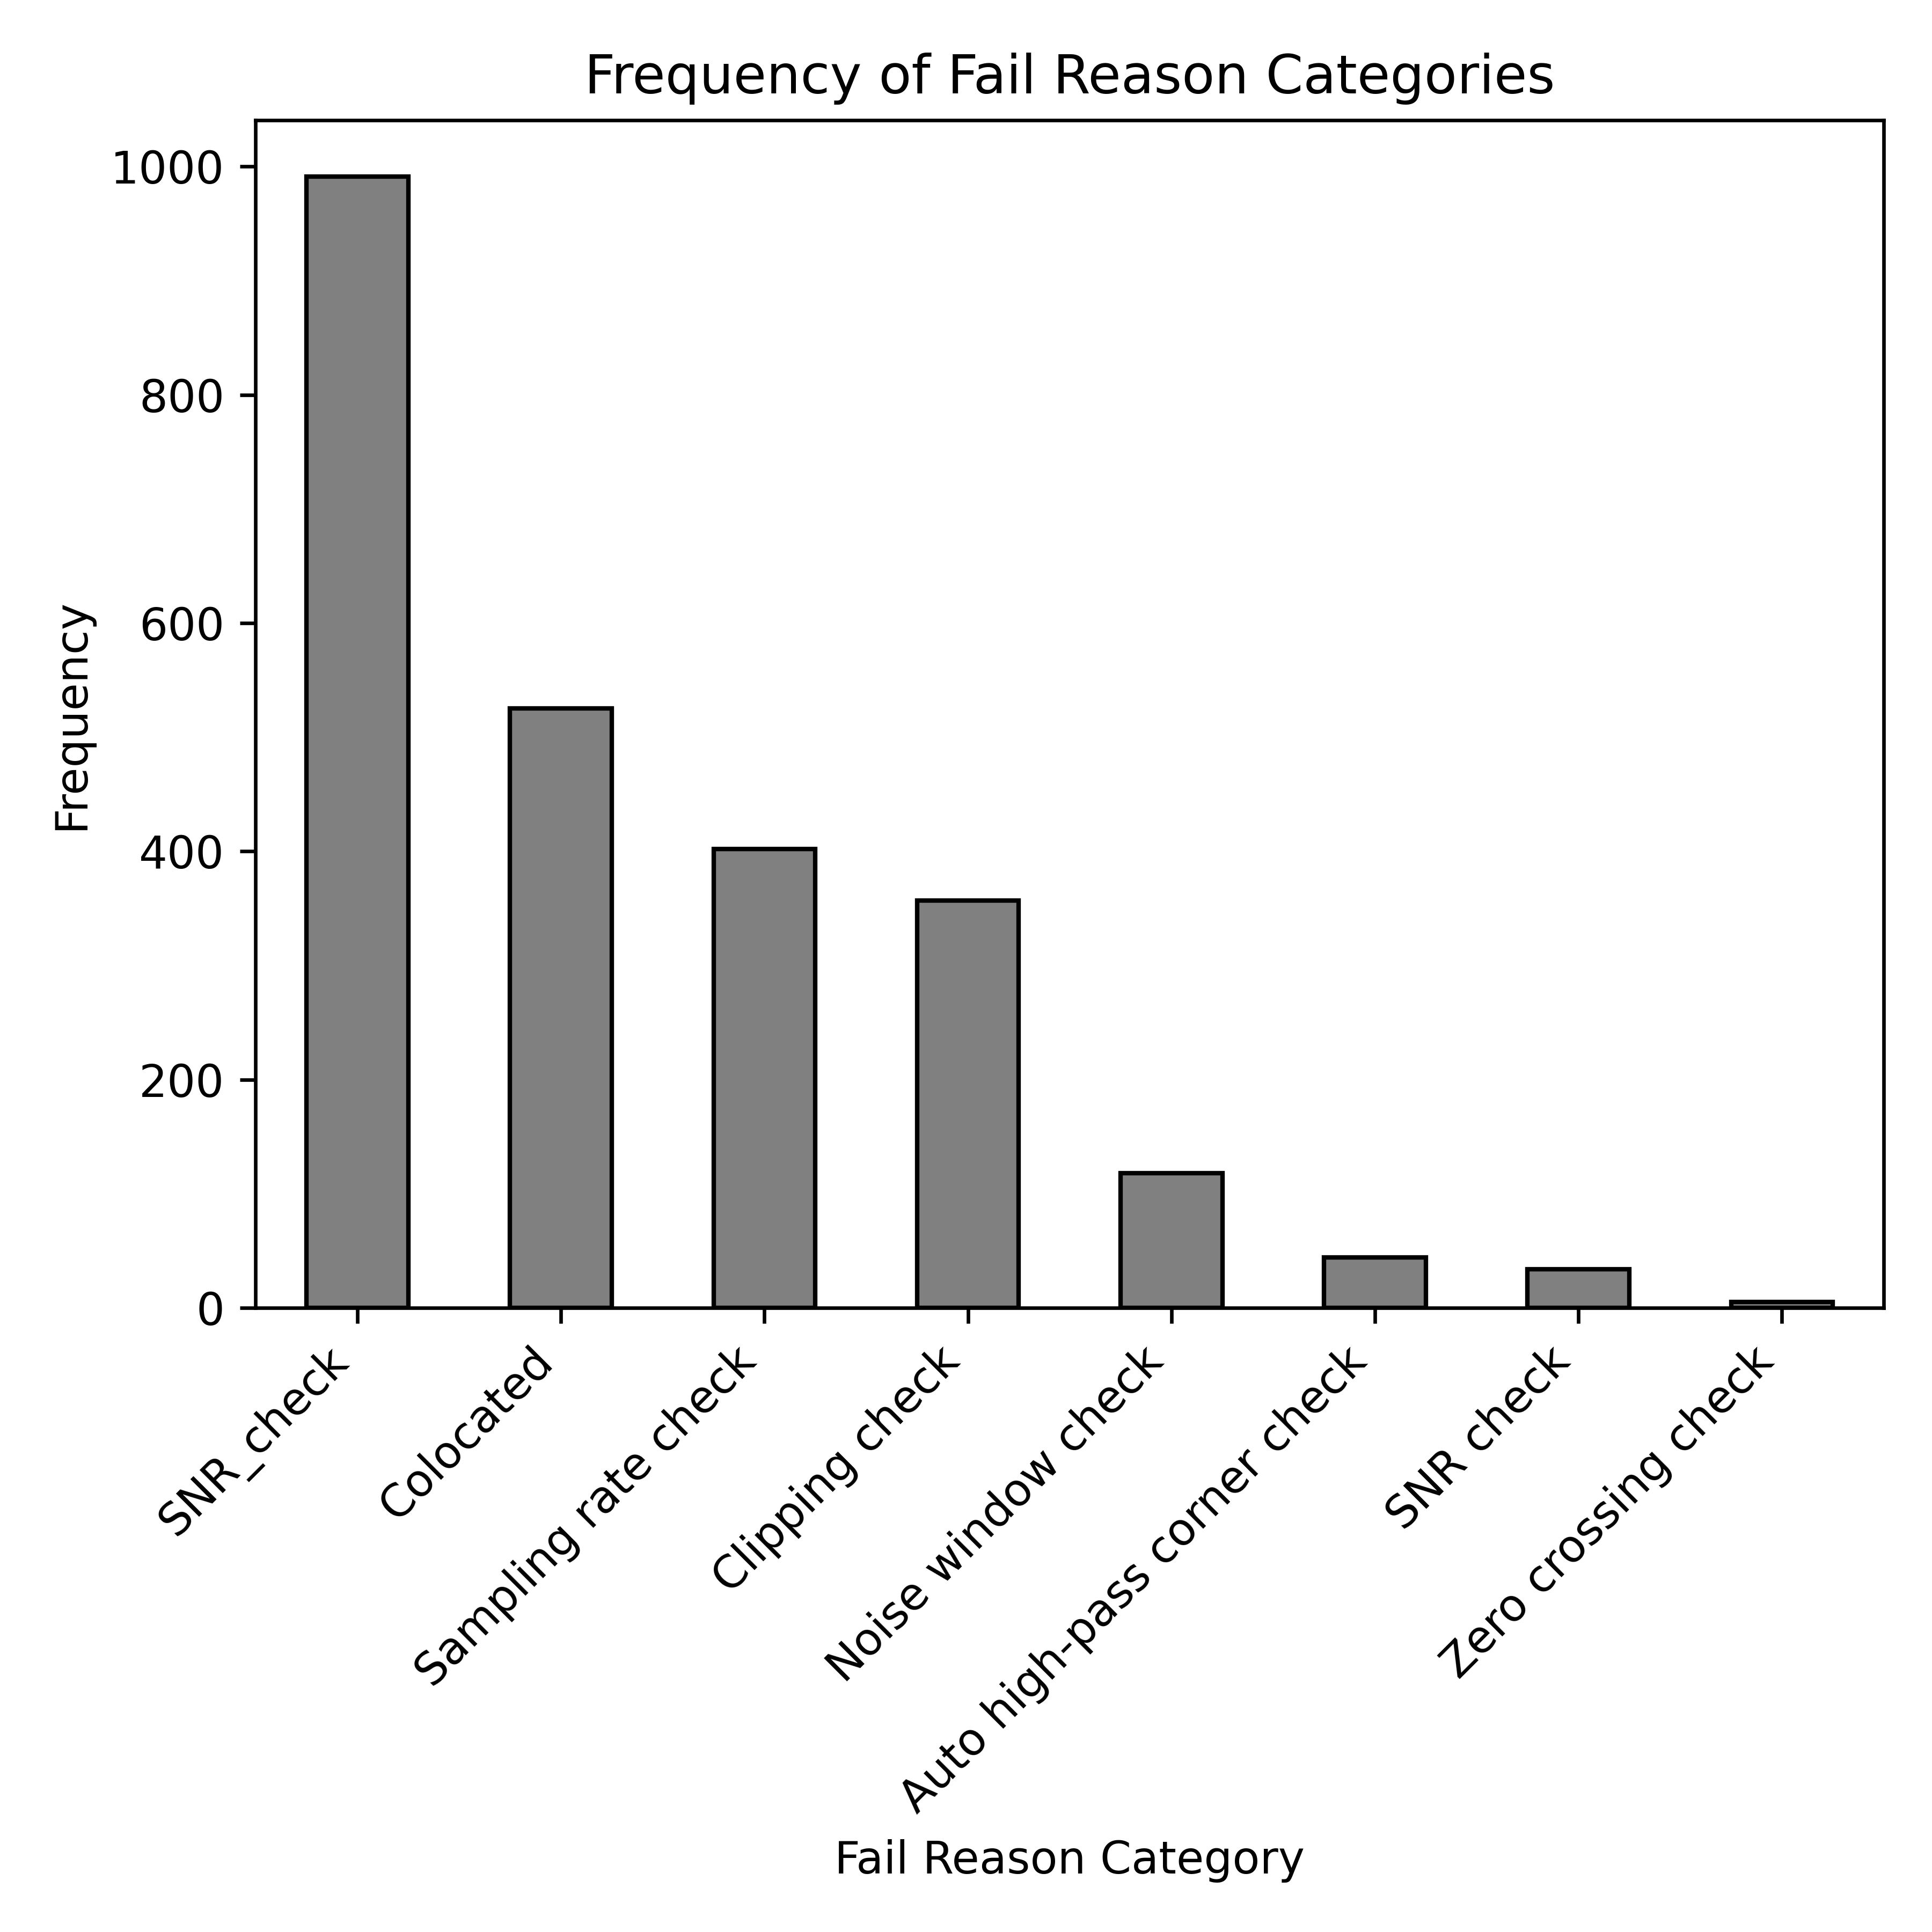 Frequency of Fail Reason Categories
1000
800
600
400
200
0
Frequency
SNR_check
Colocated
Sampling rate check
Clipping check
Noise window check
Auto high-pass corner check
SNR check
Zero crossing check
Fail Reason Category